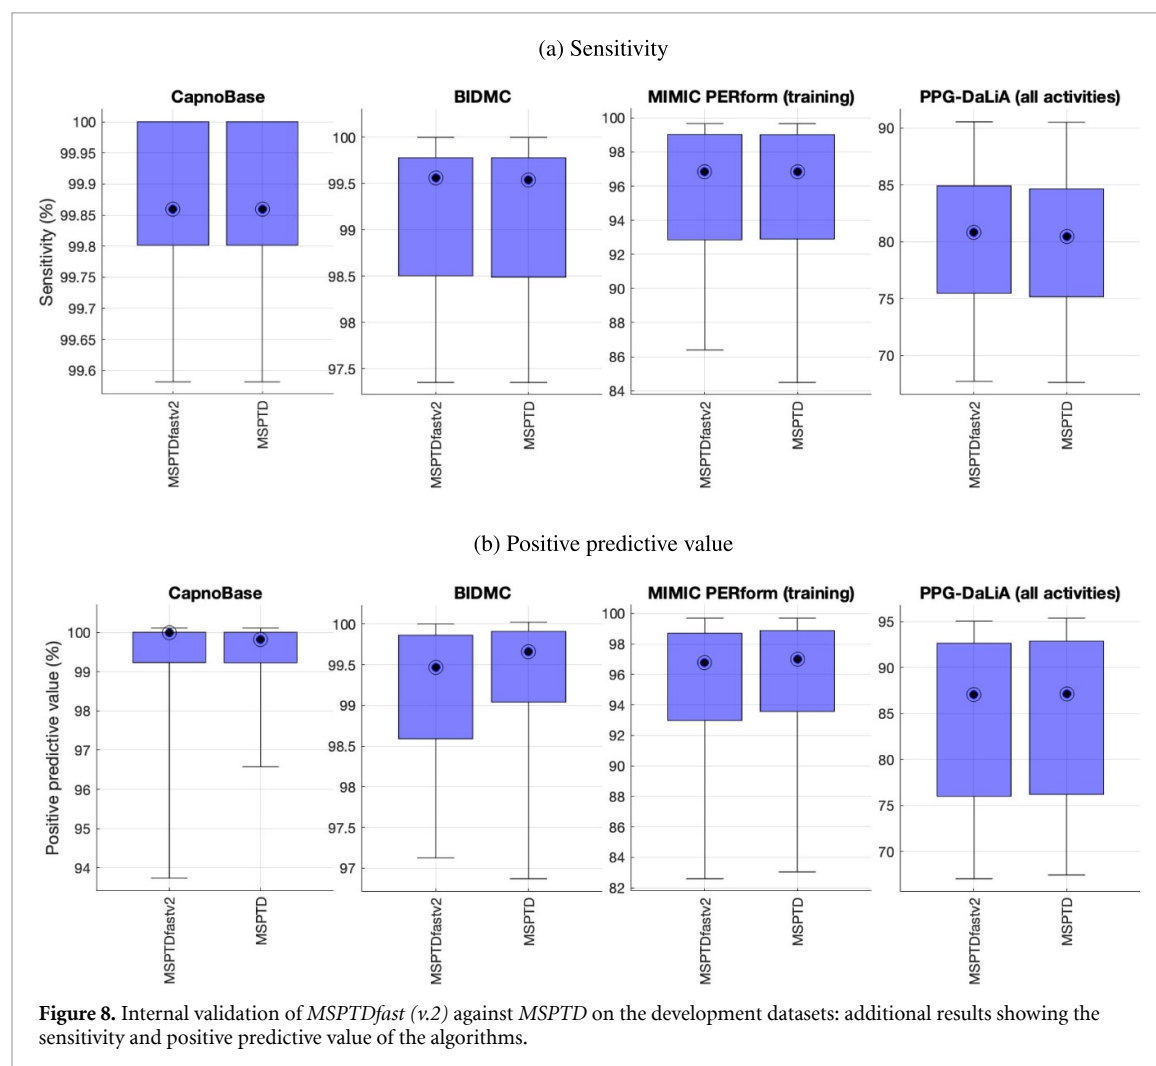 (a) Sensitivity
CapnoBase
BIDMC
MIMIC PERform (training)
PPG-DaLiA (all activities)
Sensitivity (%)
100
99.95
99.9
99.85
99.8
99.75
99.7
99.65
99.6
MSPTDfastv2
MSPTD
100
99.5
99
98.5
98
97.5
MSPTDfastv2
MSPTD
100
98
96
94
92
90
88
86
84
MSPTDfastv2
MSPTD
90
85
80
75
70
MSPTDfastv2
MSPTD
(b) Positive predictive value
CapnoBase
BIDMC
MIMIC PERform (training)
PPG-DaLiA (all activities)
Positive predictive value (%)
100
99
98
97
96
95
94
MSPTDfastv2
MSPTD
100
99.5
99
98.5
98
97.5
97
MSPTDfastv2
MSPTD
100
98
96
94
92
90
88
86
84
82
MSPTDfastv2
MSPTD
95
90
85
80
75
70
MSPTDfastv2
MSPTD
Figure 8. Internal validation of MSPTDfast (v.2) against MSPTD on the development datasets: additional results showing the
sensitivity and positive predictive value of the algorithms.